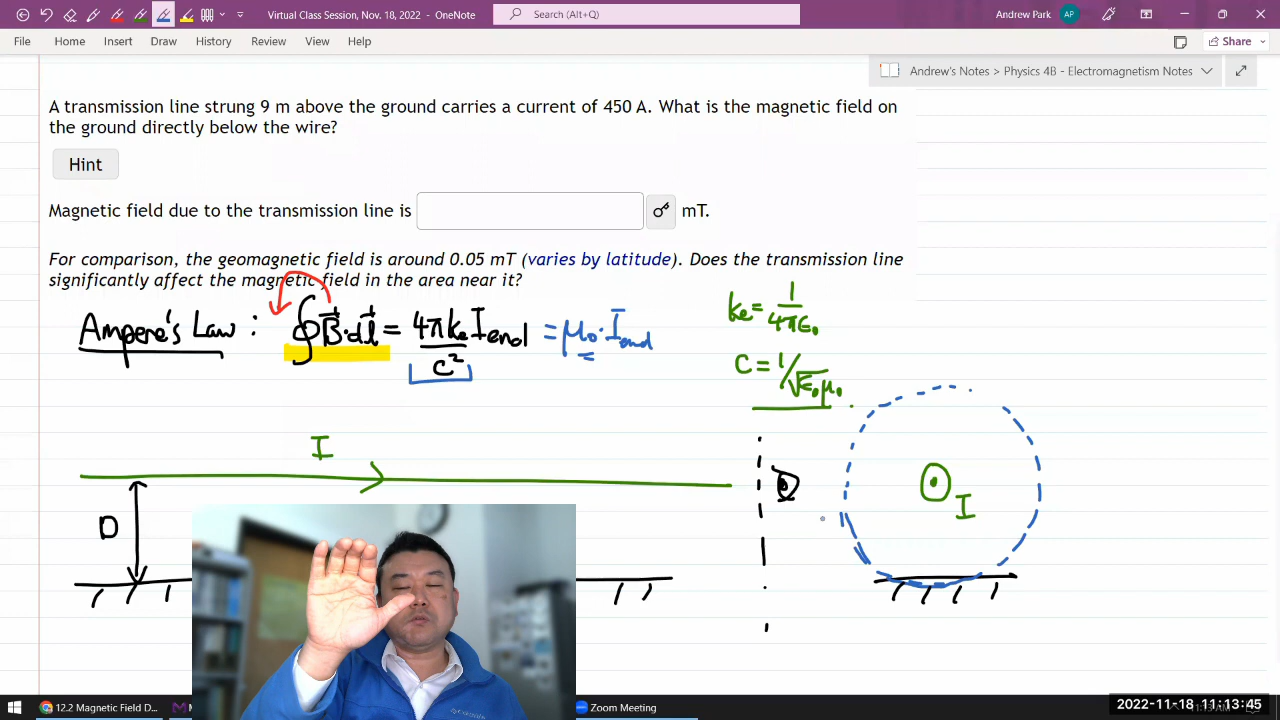 Virtual Class Session, Nov. 18, 2022 - OneNote
Search (Alt+Q)
Andrew Park
AP
File Home Insert Draw History Review View Help
Share
Andrew's Notes > Physics 4B - Electromagnetism Notes
A transmission line strung 9 m above the ground carries a current of 450 A. What is the magnetic field on
the ground directly below the wire?
Hint
Magnetic field due to the transmission line is mT.
For comparison, the geomagnetic field is around 0.05 mT (varies by latitude). Does the transmission line
significantly affect the magnetic field in the area near it?
Ampere's Law : ∮B⃗·dl⃗ = 4πke/c² Iencl = μ₀·Iencl
ke = 1/4πε₀
c = 1/√ε₀μ₀
I
D
I
12.2 Magnetic Field D...
Zoom Meeting
2022-11-18 11:13:45